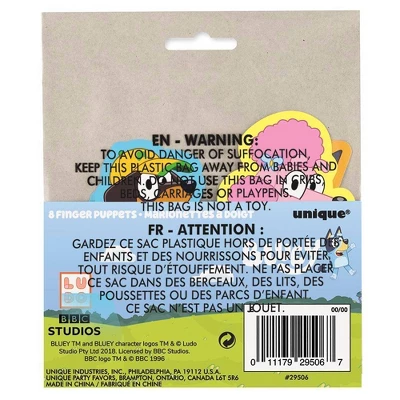 EN - WARNING:
TO AVOID DANGER OF SUFFOCATION,
KEEP THIS PLASTIC BAG AWAY FROM BABIES AND
CHILDREN. DO NOT USE THIS BAG IN CRIBS,
BEDS, CARRIAGES OR PLAYPENS.
THIS BAG IS NOT A TOY.
8 FINGER PUPPETS • MARIONETTES À DOIGT
unique®
FR - ATTENTION :
GARDEZ CE SAC PLASTIQUE HORS DE PORTÉE DES
ENFANTS ET DES NOURRISSONS POUR ÉVITER
TOUT RISQUE D'ÉTOUFFEMENT. NE PAS PLACER
CE SAC DANS DES BERCEAUX, DES LITS, DES
POUSSETTES OU DES PARCS D'ENFANT.
CE SAC N'EST PAS UN JOUET.
LUDO
BBC
STUDIOS
00/00
BLUEY TM and BLUEY character logos TM & © Ludo
Studio Pty Ltd 2018. Licensed by BBC Studios.
BBC logo TM & © BBC 1996
0 11179 29506 7
UNIQUE INDUSTRIES, INC., PHILADELPHIA, PA 19112 U.S.A.
UNIQUE PARTY FAVORS, BRAMPTON, ONTARIO, CANADA L6T 5R6
MADE IN CHINA / FABRIQUÉ EN CHINE
#29506